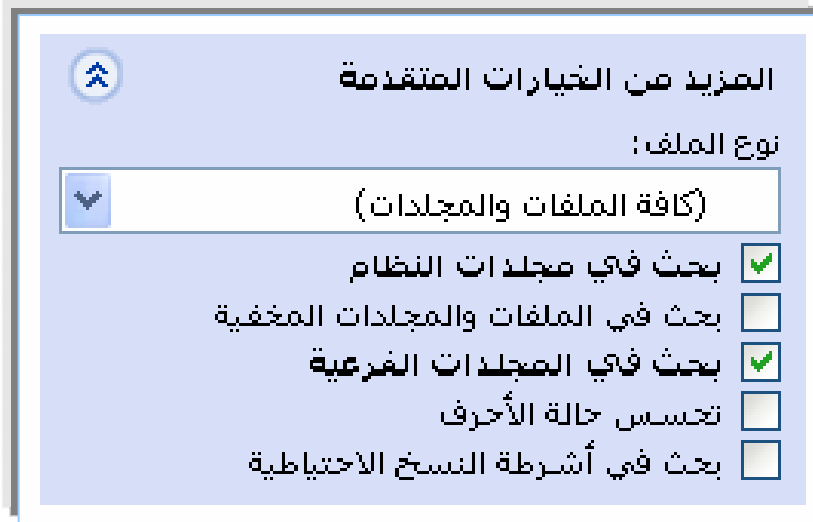 المزيد من الخيارات المتقدمة
نوع الملف:
(كافة الملفات والمجلدات)
بحث في مجلدات النظام
بحث في الملفات والمجلدات المخفية
بحث في المجلدات الفرعية
تحسس حالة الأحرف
بحث في أشرطة النسخ الاحتياطية